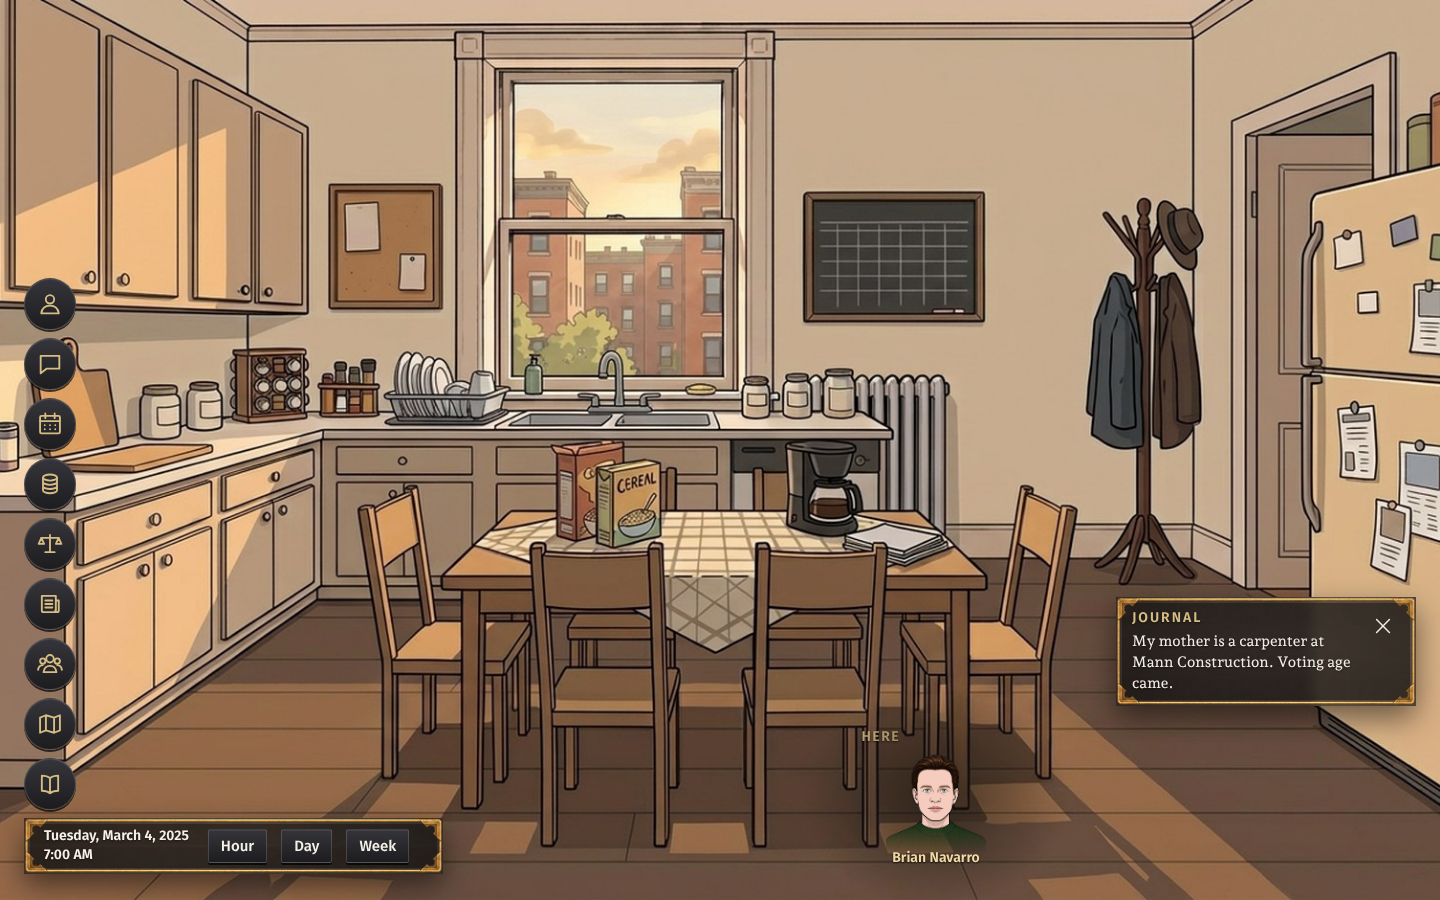 CEREAL
JOURNAL
My mother is a carpenter at
Mann Construction. Voting age
came.
HERE
Brian Navarro
Tuesday, March 4, 2025
7:00 AM
Hour
Day
Week